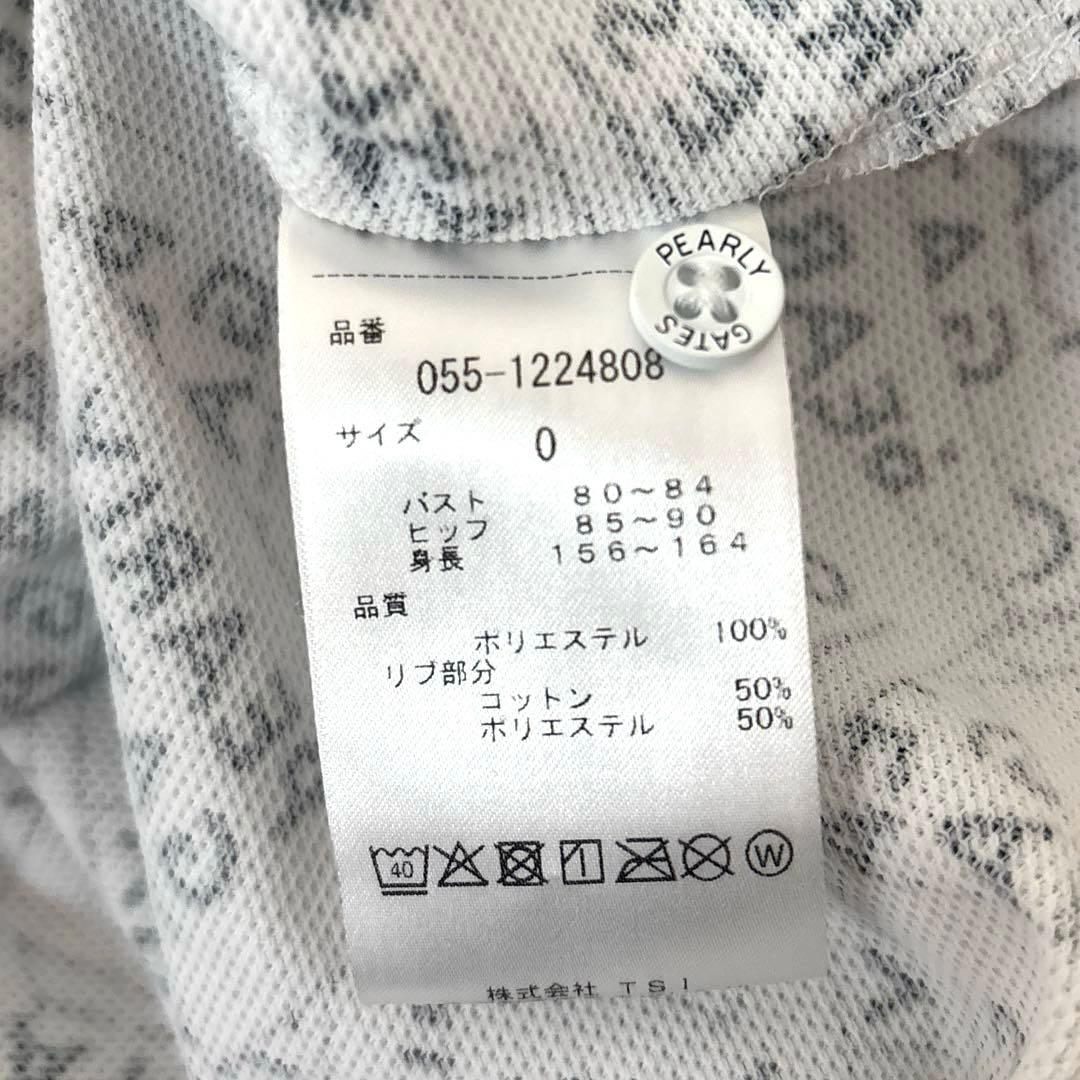 PEARLY
GATES
品番
055-1224808
サイズ 0
バスト 80～84
ヒップ 85～90
身長 156～164
品質
ポリエステル 100%
リブ部分
コットン 50%
ポリエステル 50%
40
W
株式会社 TSI